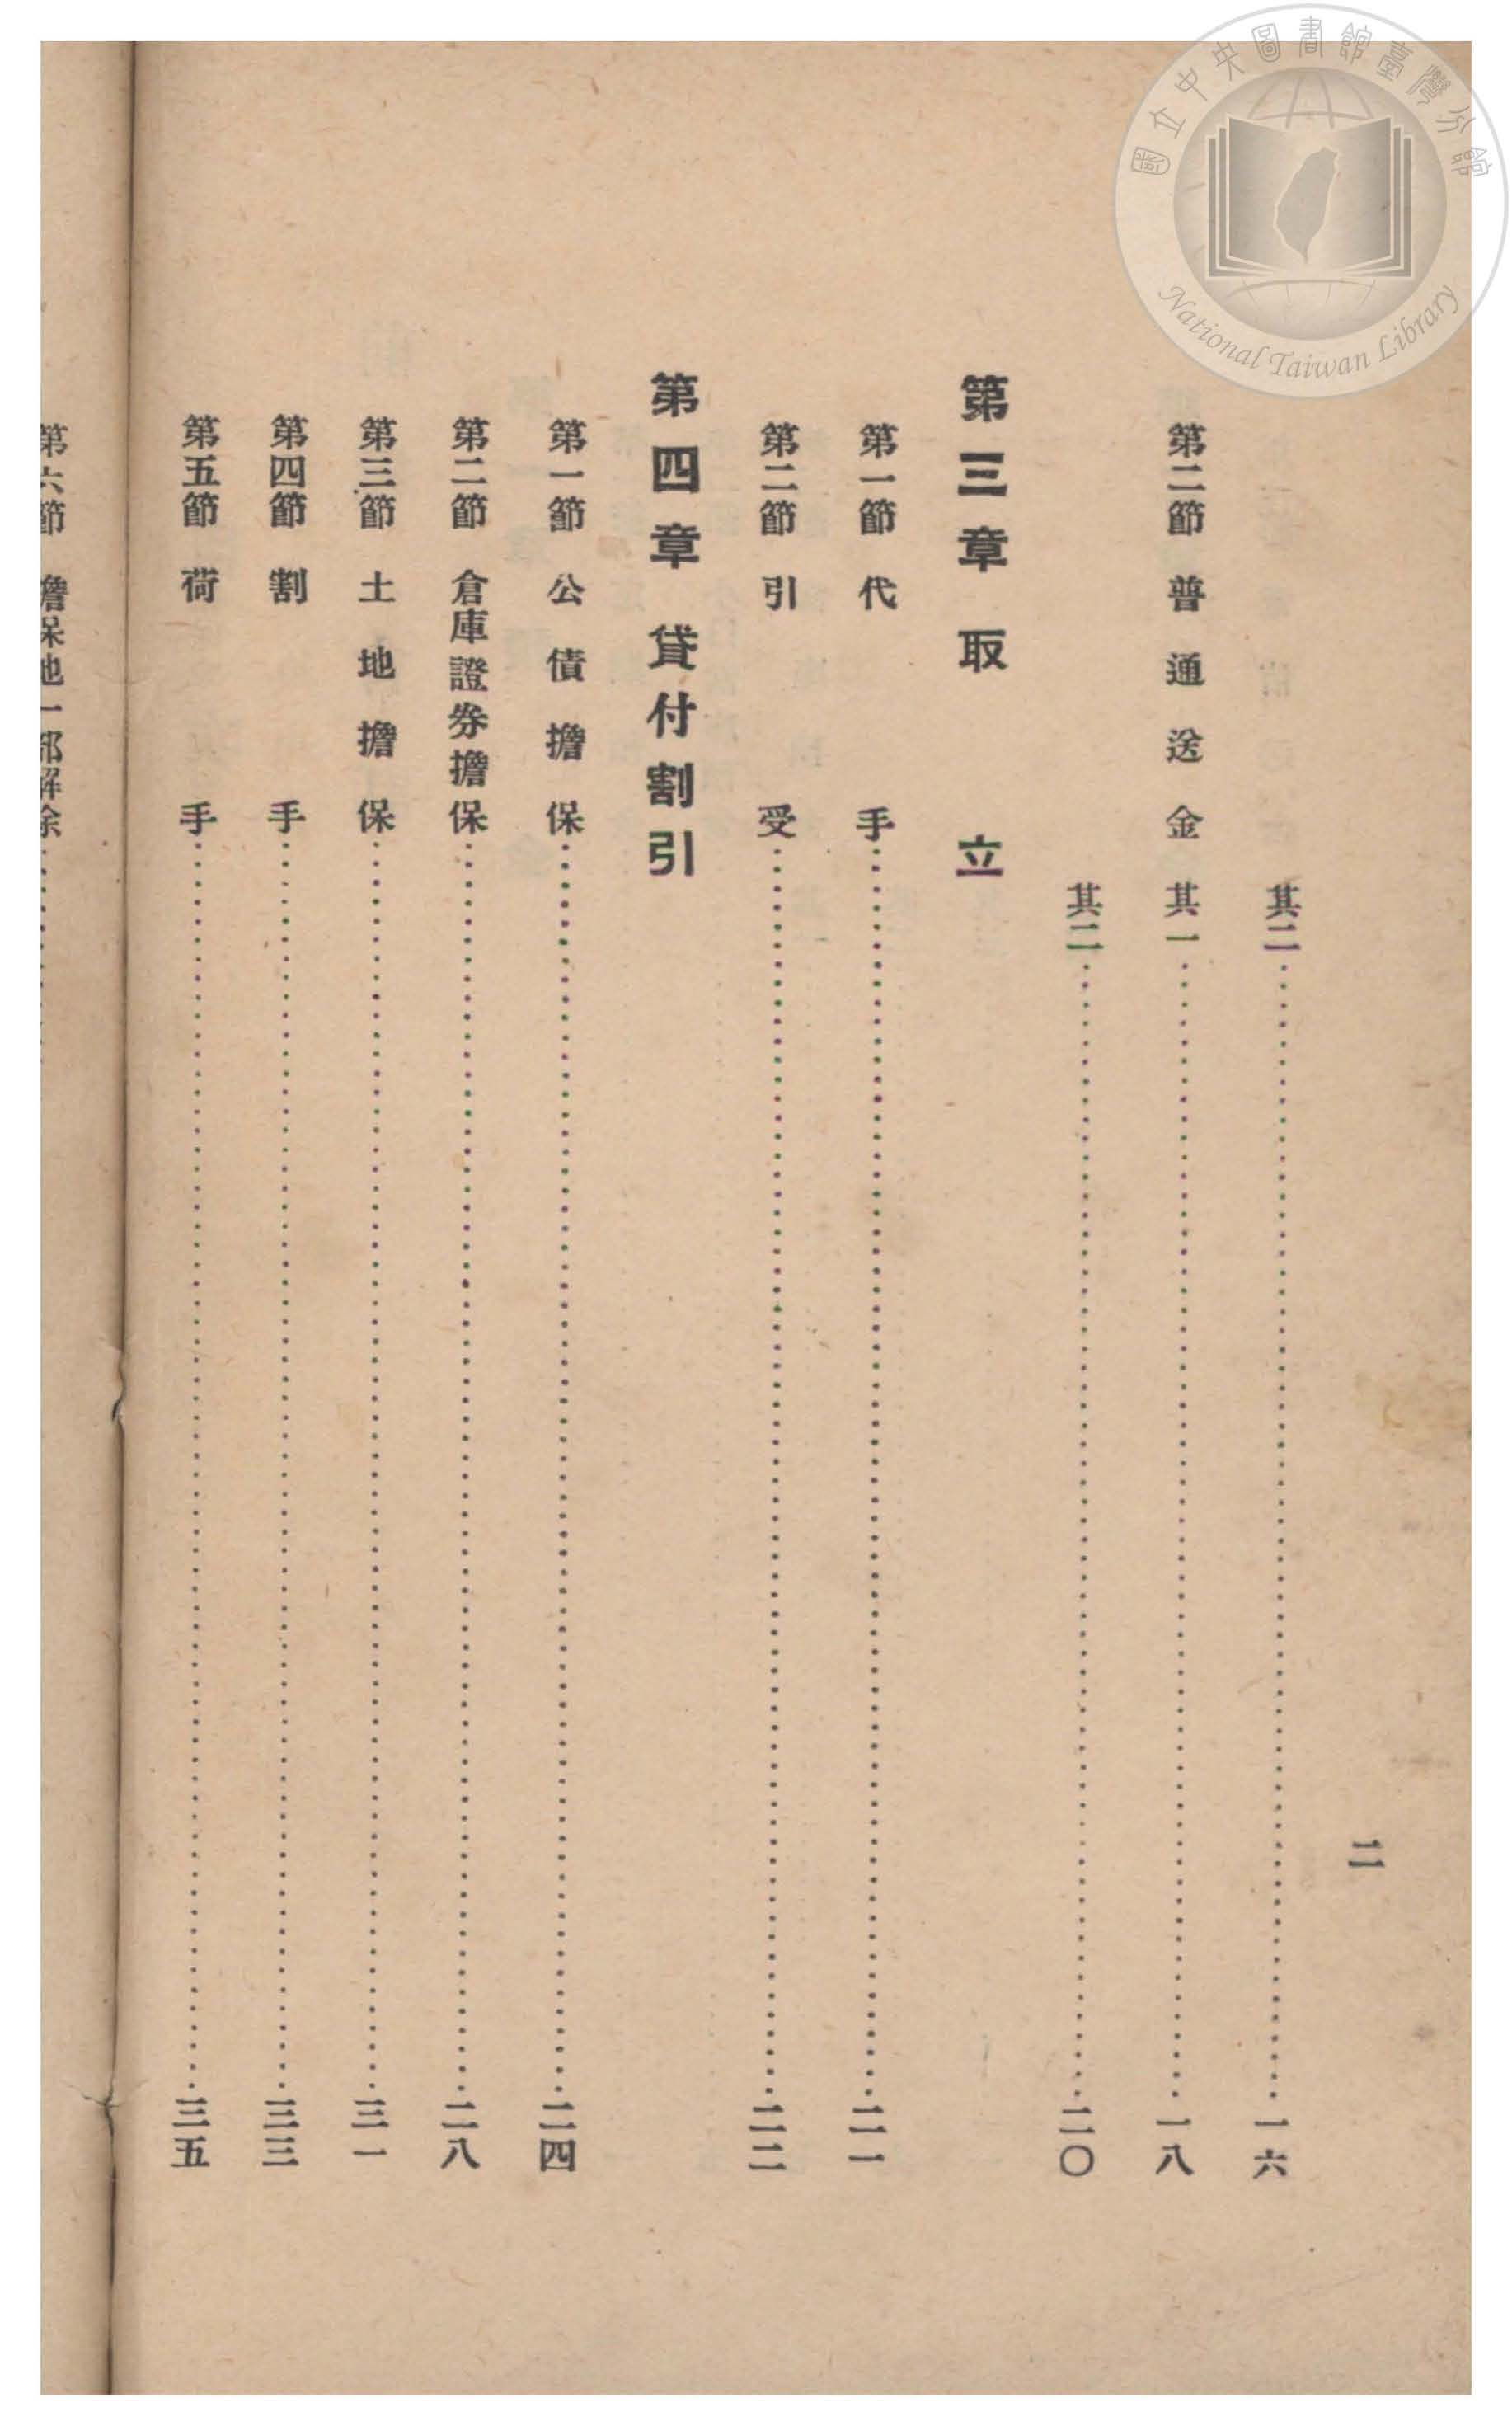 國立中央圖書館臺灣分館
National Taiwan Library
二
其二……一六
第二節 普通送金 其一……一八
其二……二〇
第三章 取立
第一節 代手……二一
第二節 引受……二二
第四章 貸付割引
第一節 公債擔保……二四
第二節 倉庫證券擔保……二八
第三節 土地擔保……三一
第四節 割手……三三
第五節 荷手……三五
第六節 擔保地一部解除……